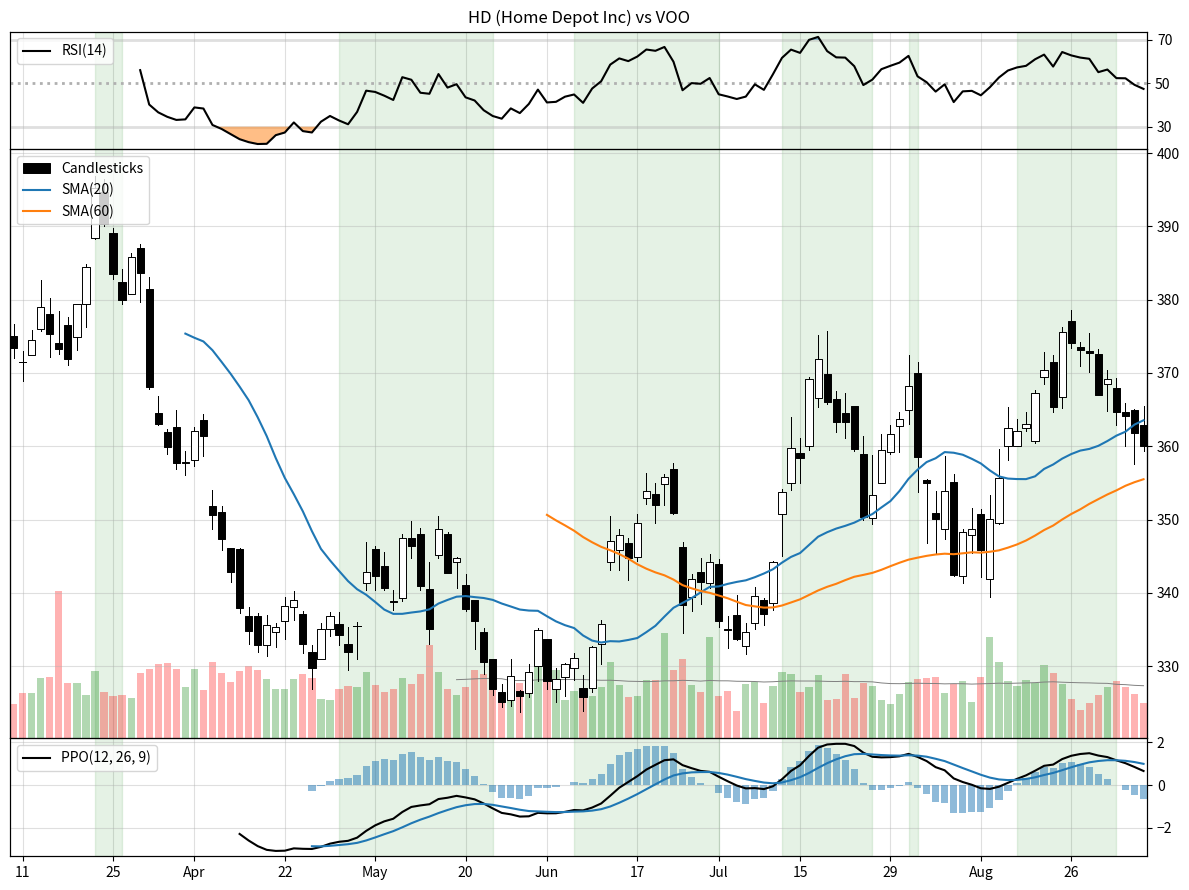 HD (Home Depot Inc) vs VOO
RSI(14)
70
50
30
Candlesticks
SMA(20)
SMA(60)
400
390
380
370
360
350
340
330
PPO(12, 26, 9)
2
0
−2
11 25 Apr 22 May 20 Jun 17 Jul 15 29 Aug 26